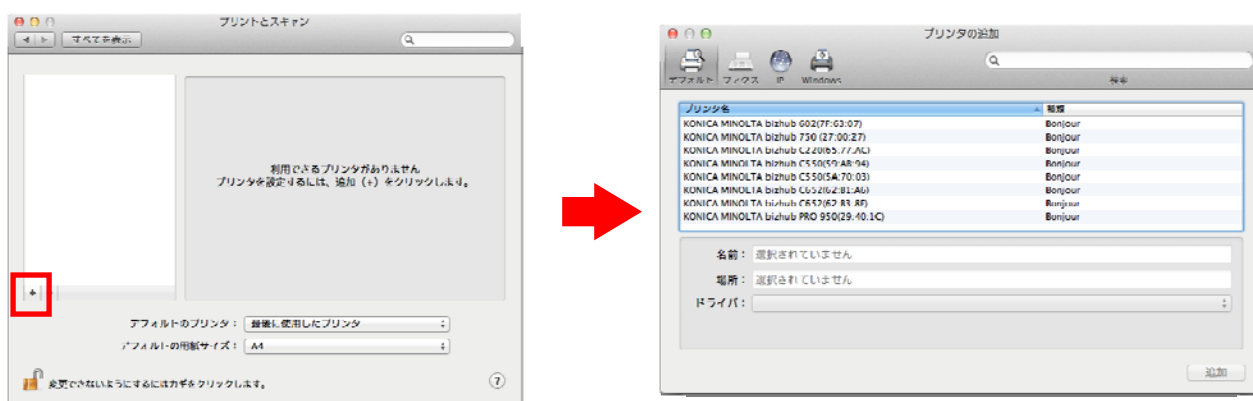 プリントとスキャン
すべてを表示
利用できるプリンタがありません
プリンタを設定するには、追加（+）をクリックします。
+
デフォルトのプリンタ： 最後に使用したプリンタ
デフォルトの用紙サイズ： A4
変更できないようにするにはカギをクリックします。
?
プリンタの追加
デフォルト ファクス IP Windows 検索
プリンタ名 種類
KONICA MINOLTA bizhub 602(7F:63:07) Bonjour
KONICA MINOLTA bizhub 750 (27:00:27) Bonjour
KONICA MINOLTA bizhub C220(65:77:AC) Bonjour
KONICA MINOLTA bizhub C550(59:AB:94) Bonjour
KONICA MINOLTA bizhub C550(5A:70:03) Bonjour
KONICA MINOLTA bizhub C652(62:B1:A6) Bonjour
KONICA MINOLTA bizhub C652(62:B3:8F) Bonjour
KONICA MINOLTA bizhub PRO 950(29:40:1C) Bonjour
名前： 選択されていません
場所： 選択されていません
ドライバ：
追加